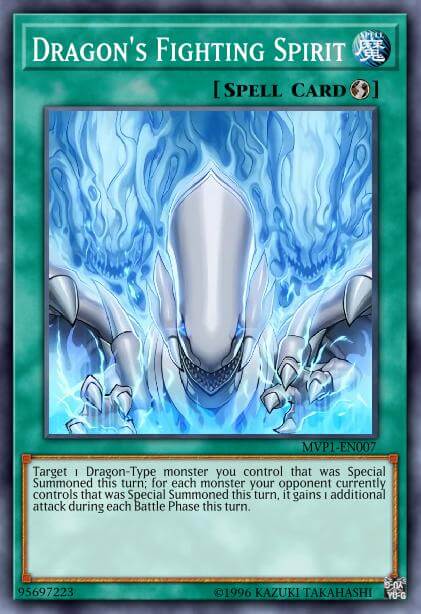 Dragon's Fighting Spirit
SPELL
魔
[Spell Card]
MVP1-EN007
Target 1 Dragon-Type monster you control that was Special
Summoned this turn; for each monster your opponent currently
controls that was Special Summoned this turn, it gains 1 additional
attack during each Battle Phase this turn.
95697223
©1996 KAZUKI TAKAHASHI